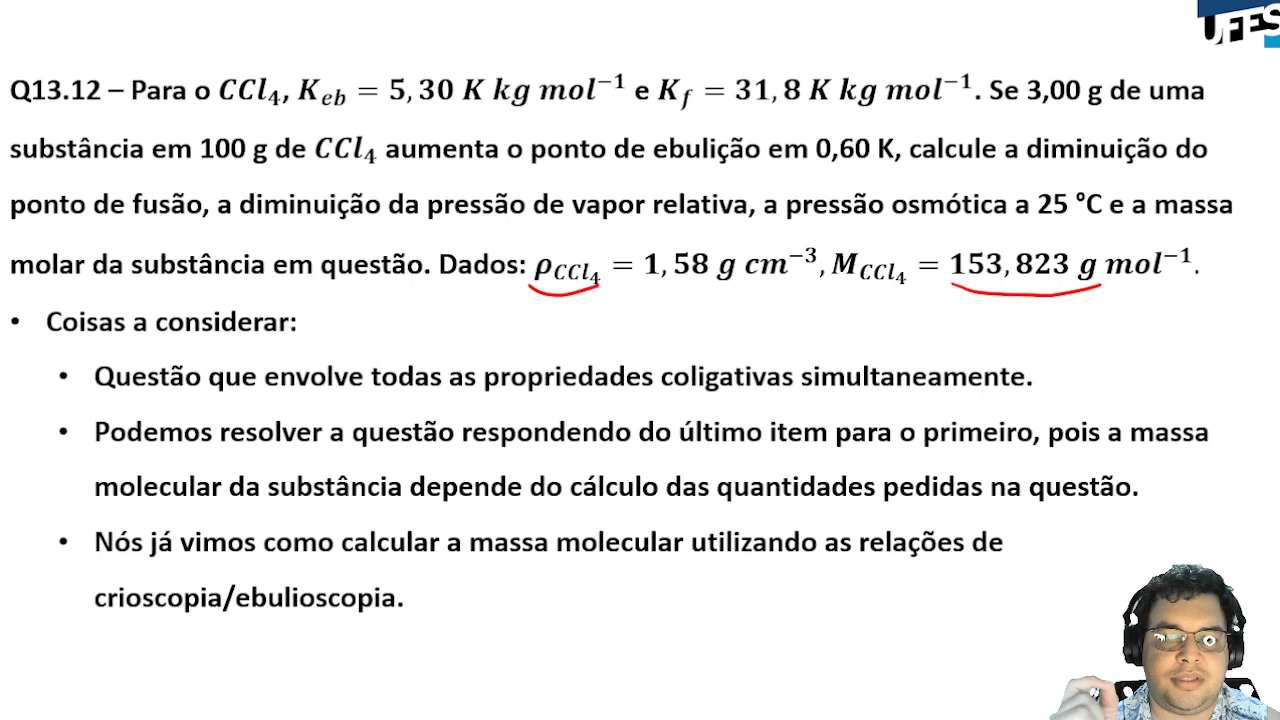 UFES
Q13.12 – Para o CCl₄, K_eb = 5,30 K kg mol⁻¹ e K_f = 31,8 K kg mol⁻¹. Se 3,00 g de uma
substância em 100 g de CCl₄ aumenta o ponto de ebulição em 0,60 K, calcule a diminuição do
ponto de fusão, a diminuição da pressão de vapor relativa, a pressão osmótica a 25 °C e a massa
molar da substância em questão. Dados: ρ_CCl₄ = 1,58 g cm⁻³, M_CCl₄ = 153,823 g mol⁻¹.
• Coisas a considerar:
• Questão que envolve todas as propriedades coligativas simultaneamente.
• Podemos resolver a questão respondendo do último item para o primeiro, pois a massa
molecular da substância depende do cálculo das quantidades pedidas na questão.
• Nós já vimos como calcular a massa molecular utilizando as relações de
crioscopia/ebulioscopia.